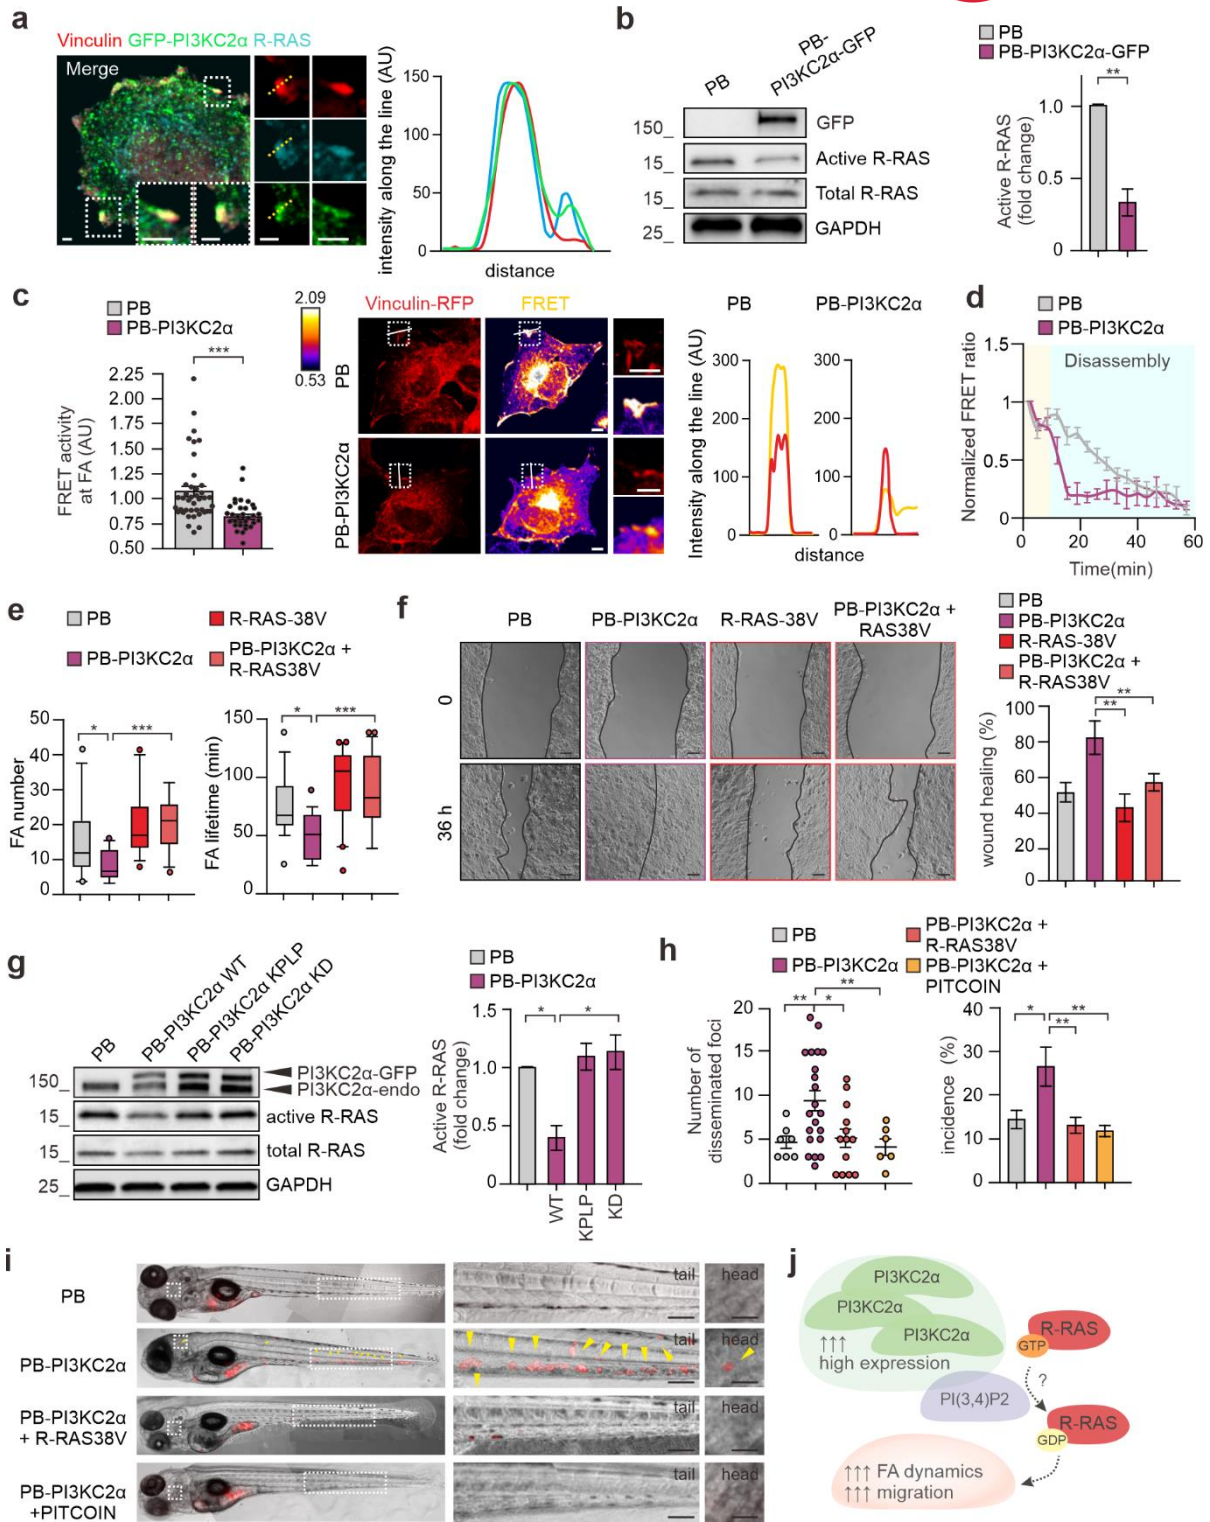 a
Vinculin GFP-PI3KC2α R-RAS
Merge
intensity along the line (AU)
150
100
50
0
distance
b
PB
PB-
PI3KC2α-GFP
150_
GFP
15_
Active R-RAS
15_
Total R-RAS
25_
GAPDH
PB
PB-PI3KC2α-GFP
**
Active R-RAS
(fold change)
1.0
0.5
0
c
PB
PB-PI3KC2α
***
FRET activity
at FA (AU)
2.25
2.00
1.75
1.50
1.25
1.00
0.75
0.50
2.09
0.53
Vinculin-RFP
FRET
PB
PB-PI3KC2α
PB
PB-PI3KC2α
Intensity along the line (AU)
300
200
100
0
300
200
100
0
distance
d
PB
PB-PI3KC2α
Disassembly
Normalized FRET ratio
1.5
1
0.5
0
0
20
40
60
Time(min)
e
PB
R-RAS-38V
PB-PI3KC2α
PB-PI3KC2α +
R-RAS38V
FA number
50
40
30
20
10
0
*
***
FA lifetime (min)
150
100
50
0
*
***
f
PB
PB-PI3KC2α
R-RAS-38V
PB-PI3KC2α +
RAS38V
0
36 h
PB
PB-PI3KC2α
R-RAS-38V
PB-PI3KC2α +
R-RAS38V
**
**
wound healing (%)
100
80
60
40
20
0
g
PB
PB-PI3KC2α WT
PB-PI3KC2α KPLP
PB-PI3KC2α KD
150_
PI3KC2α-GFP
PI3KC2α-endo
15_
active R-RAS
15_
total R-RAS
25_
GAPDH
PB
PB-PI3KC2α
*
*
Active R-RAS
(fold change)
1.5
1.0
0.5
0
WT
KPLP
KD
h
PB
PB-PI3KC2α +
R-RAS38V
PB-PI3KC2α
PB-PI3KC2α +
PITCOIN
Number of
disseminated foci
20
15
10
5
0
**
**
*
incidence (%)
40
30
20
10
0
*
**
**
i
PB
tail
head
PB-PI3KC2α
tail
head
PB-PI3KC2α
+ R-RAS38V
tail
head
PB-PI3KC2α
+PITCOIN
tail
head
j
PI3KC2α
PI3KC2α
PI3KC2α
↑↑↑
high expression
R-RAS
GTP
?
PI(3,4)P2
R-RAS
GDP
↑↑↑ FA dynamics
↑↑↑ migration